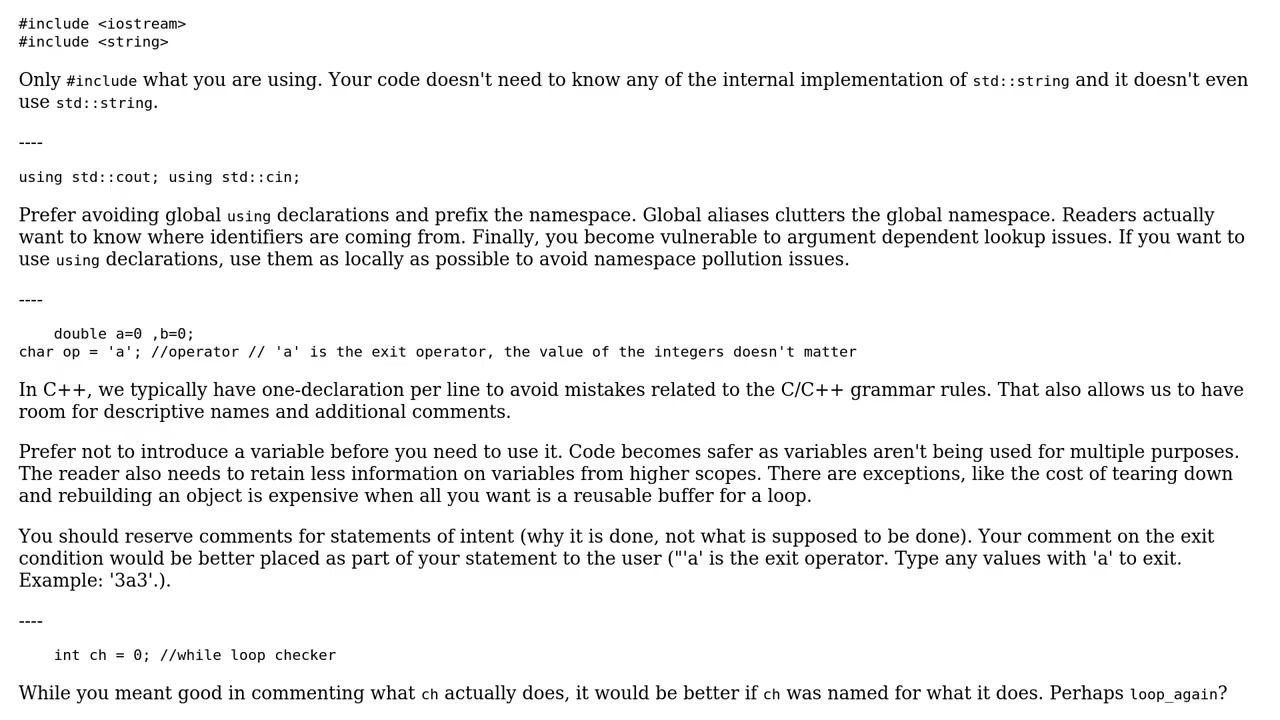 #include <iostream>
#include <string>
Only #include what you are using. Your code doesn't need to know any of the internal implementation of std::string and it doesn't even
use std::string.
----
using std::cout; using std::cin;
Prefer avoiding global using declarations and prefix the namespace. Global aliases clutters the global namespace. Readers actually
want to know where identifiers are coming from. Finally, you become vulnerable to argument dependent lookup issues. If you want to
use using declarations, use them as locally as possible to avoid namespace pollution issues.
----
    double a=0 ,b=0;
char op = 'a'; //operator // 'a' is the exit operator, the value of the integers doesn't matter
In C++, we typically have one-declaration per line to avoid mistakes related to the C/C++ grammar rules. That also allows us to have
room for descriptive names and additional comments.
Prefer not to introduce a variable before you need to use it. Code becomes safer as variables aren't being used for multiple purposes.
The reader also needs to retain less information on variables from higher scopes. There are exceptions, like the cost of tearing down
and rebuilding an object is expensive when all you want is a reusable buffer for a loop.
You should reserve comments for statements of intent (why it is done, not what is supposed to be done). Your comment on the exit
condition would be better placed as part of your statement to the user ("'a' is the exit operator. Type any values with 'a' to exit.
Example: '3a3'.).
----
    int ch = 0; //while loop checker
While you meant good in commenting what ch actually does, it would be better if ch was named for what it does. Perhaps loop_again?